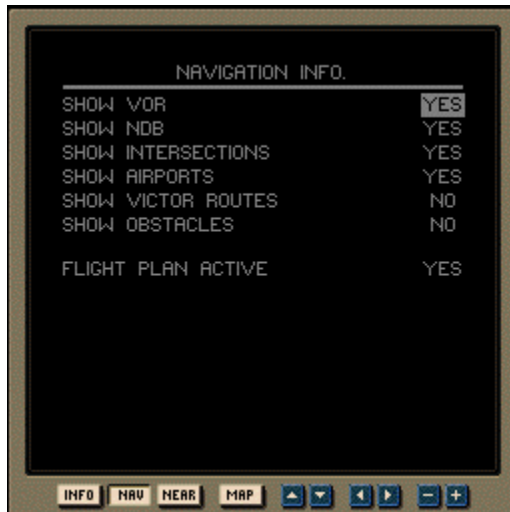 NAVIGATION INFO.
SHOW VOR YES
SHOW NDB YES
SHOW INTERSECTIONS YES
SHOW AIRPORTS YES
SHOW VICTOR ROUTES NO
SHOW OBSTACLES NO
FLIGHT PLAN ACTIVE YES
INFO NAV NEAR MAP - +